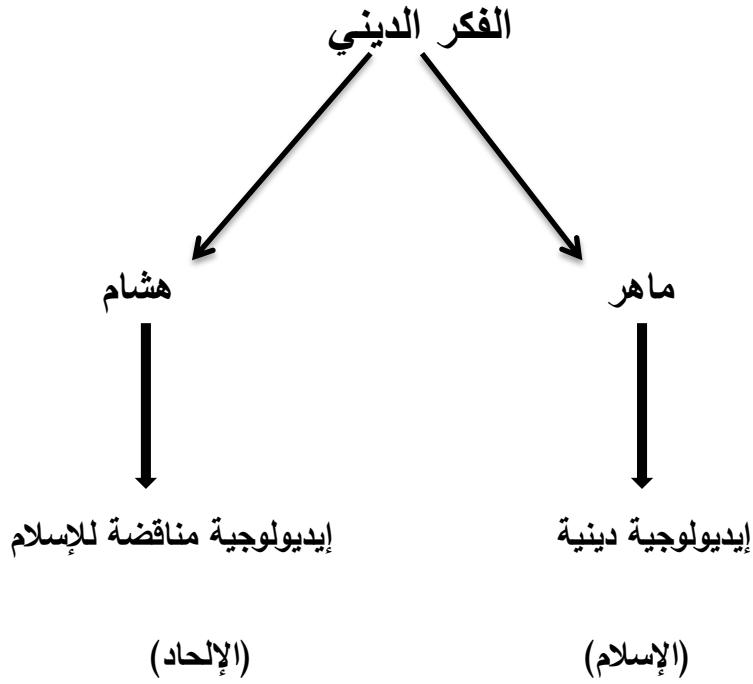 الفكر الديني
ماهر
هشام
إيديولوجية دينية
إيديولوجية مناقضة للإسلام
(الإسلام)
(الإلحاد)